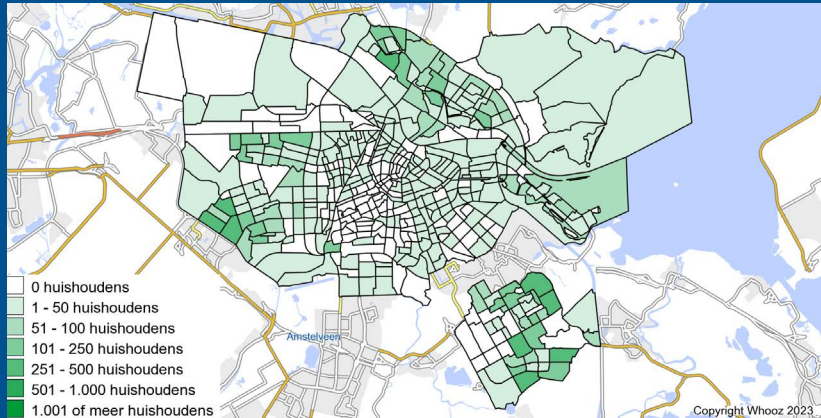 Amstelveen
0 huishoudens
1 - 50 huishoudens
51 - 100 huishoudens
101 - 250 huishoudens
251 - 500 huishoudens
501 - 1.000 huishoudens
1.001 of meer huishoudens
Copyright Whooz 2023